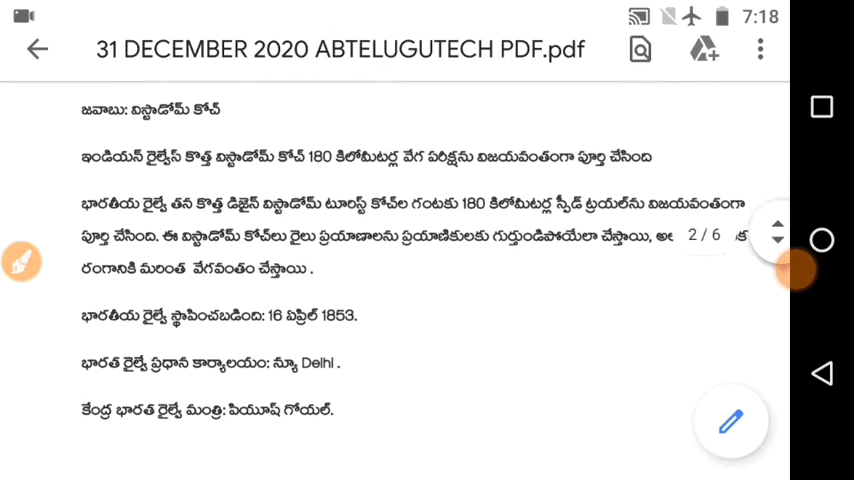 7:18
31 DECEMBER 2020 ABTELUGUTECH PDF.pdf
జవాబు: విస్టాడోమ్ కోచ్
ఇండియన్ రైల్వేస్ కొత్త విస్టాడోమ్ కోచ్ 180 కిలోమీటర్ల వేగ పరీక్షను విజయవంతంగా పూర్తి చేసింది
భారతీయ రైల్వే తన కొత్త డిజైన్ విస్టాడోమ్ టూరిస్ట్ కోచ్‌ల గంటకు 180 కిలోమీటర్ల స్పీడ్ ట్రయల్‌ను విజయవంతంగా
పూర్తి చేసింది. ఈ విస్టాడోమ్ కోచ్‌లు రైలు ప్రయాణాలను ప్రయాణికులకు గుర్తుండిపోయేలా చేస్తాయి, 2 / 6
రంగానికి మరింత వేగవంతం చేస్తాయి .
భారతీయ రైల్వే స్థాపించబడింది: 16 ఏప్రిల్ 1853.
భారత రైల్వే ప్రధాన కార్యాలయం: న్యూ Delhi .
కేంద్ర భారత రైల్వే మంత్రి: పియూష్ గోయల్.